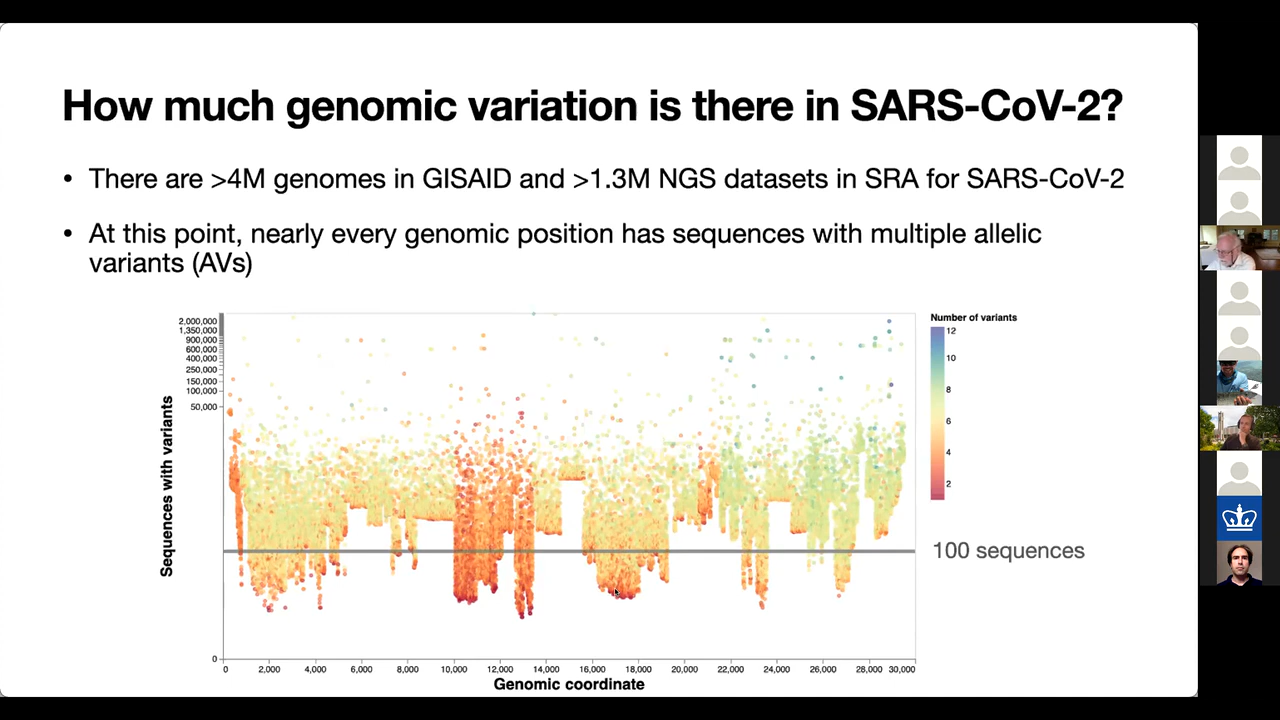 How much genomic variation is there in SARS-CoV-2?
• There are >4M genomes in GISAID and >1.3M NGS datasets in SRA for SARS-CoV-2
• At this point, nearly every genomic position has sequences with multiple allelic
variants (AVs)
Number of variants
12
10
8
6
4
2
Sequences with variants
2,000,000
1,350,000
900,000
600,000
400,000
250,000
150,000
100,000
50,000
0
100 sequences
0 2,000 4,000 6,000 8,000 10,000 12,000 14,000 16,000 18,000 20,000 22,000 24,000 26,000 28,000 30,000
Genomic coordinate